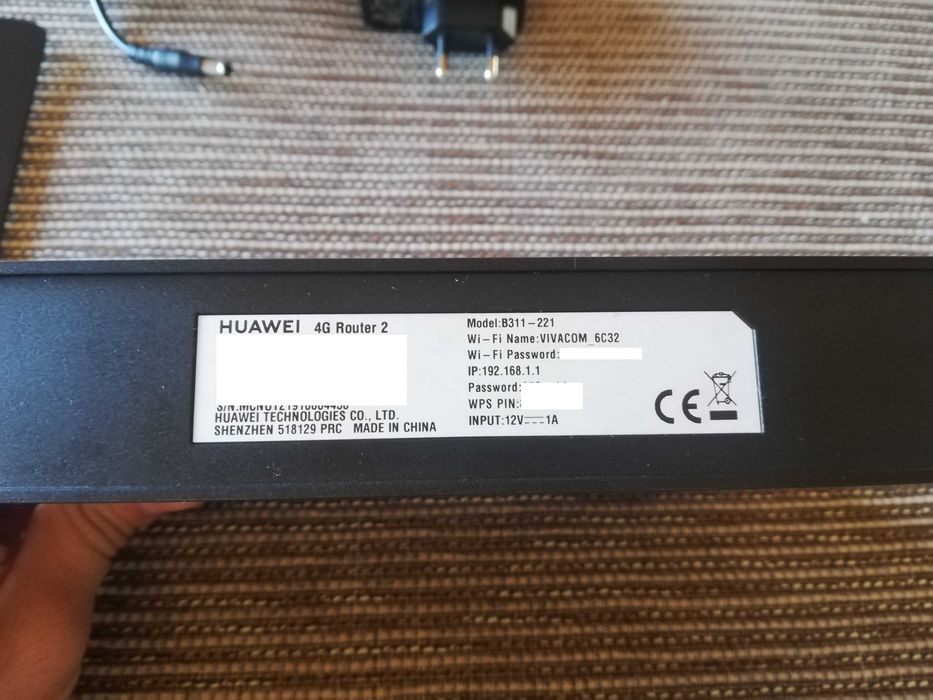 HUAWEI 4G Router 2
HUAWEI TECHNOLOGIES CO., LTD.
SHENZHEN 518129 PRC MADE IN CHINA
Model:B311-221
Wi-Fi Name:VIVACOM_6C32
Wi-Fi Password:
IP:192.168.1.1
Password:
WPS PIN:
INPUT:12V⎓1A
CE